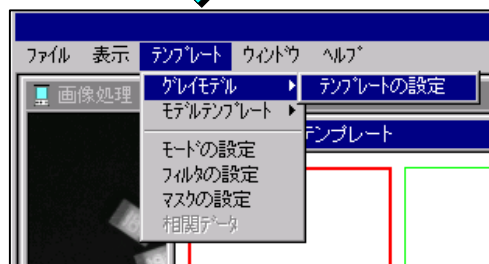 ﾌｧｲﾙ 表示 ﾃﾝﾌﾟﾚｰﾄ ｳｨﾝﾄﾞｳ ﾍﾙﾌﾟ
画像処理
ｸﾞﾚｲﾓﾃﾞﾙ
ﾃﾝﾌﾟﾚｰﾄの設定
ﾓﾃﾞﾙﾃﾝﾌﾟﾚｰﾄ
テンプレート
ﾓｰﾄﾞの設定
ﾌｨﾙﾀの設定
ﾏｽｸの設定
相関ﾃﾞｰﾀ